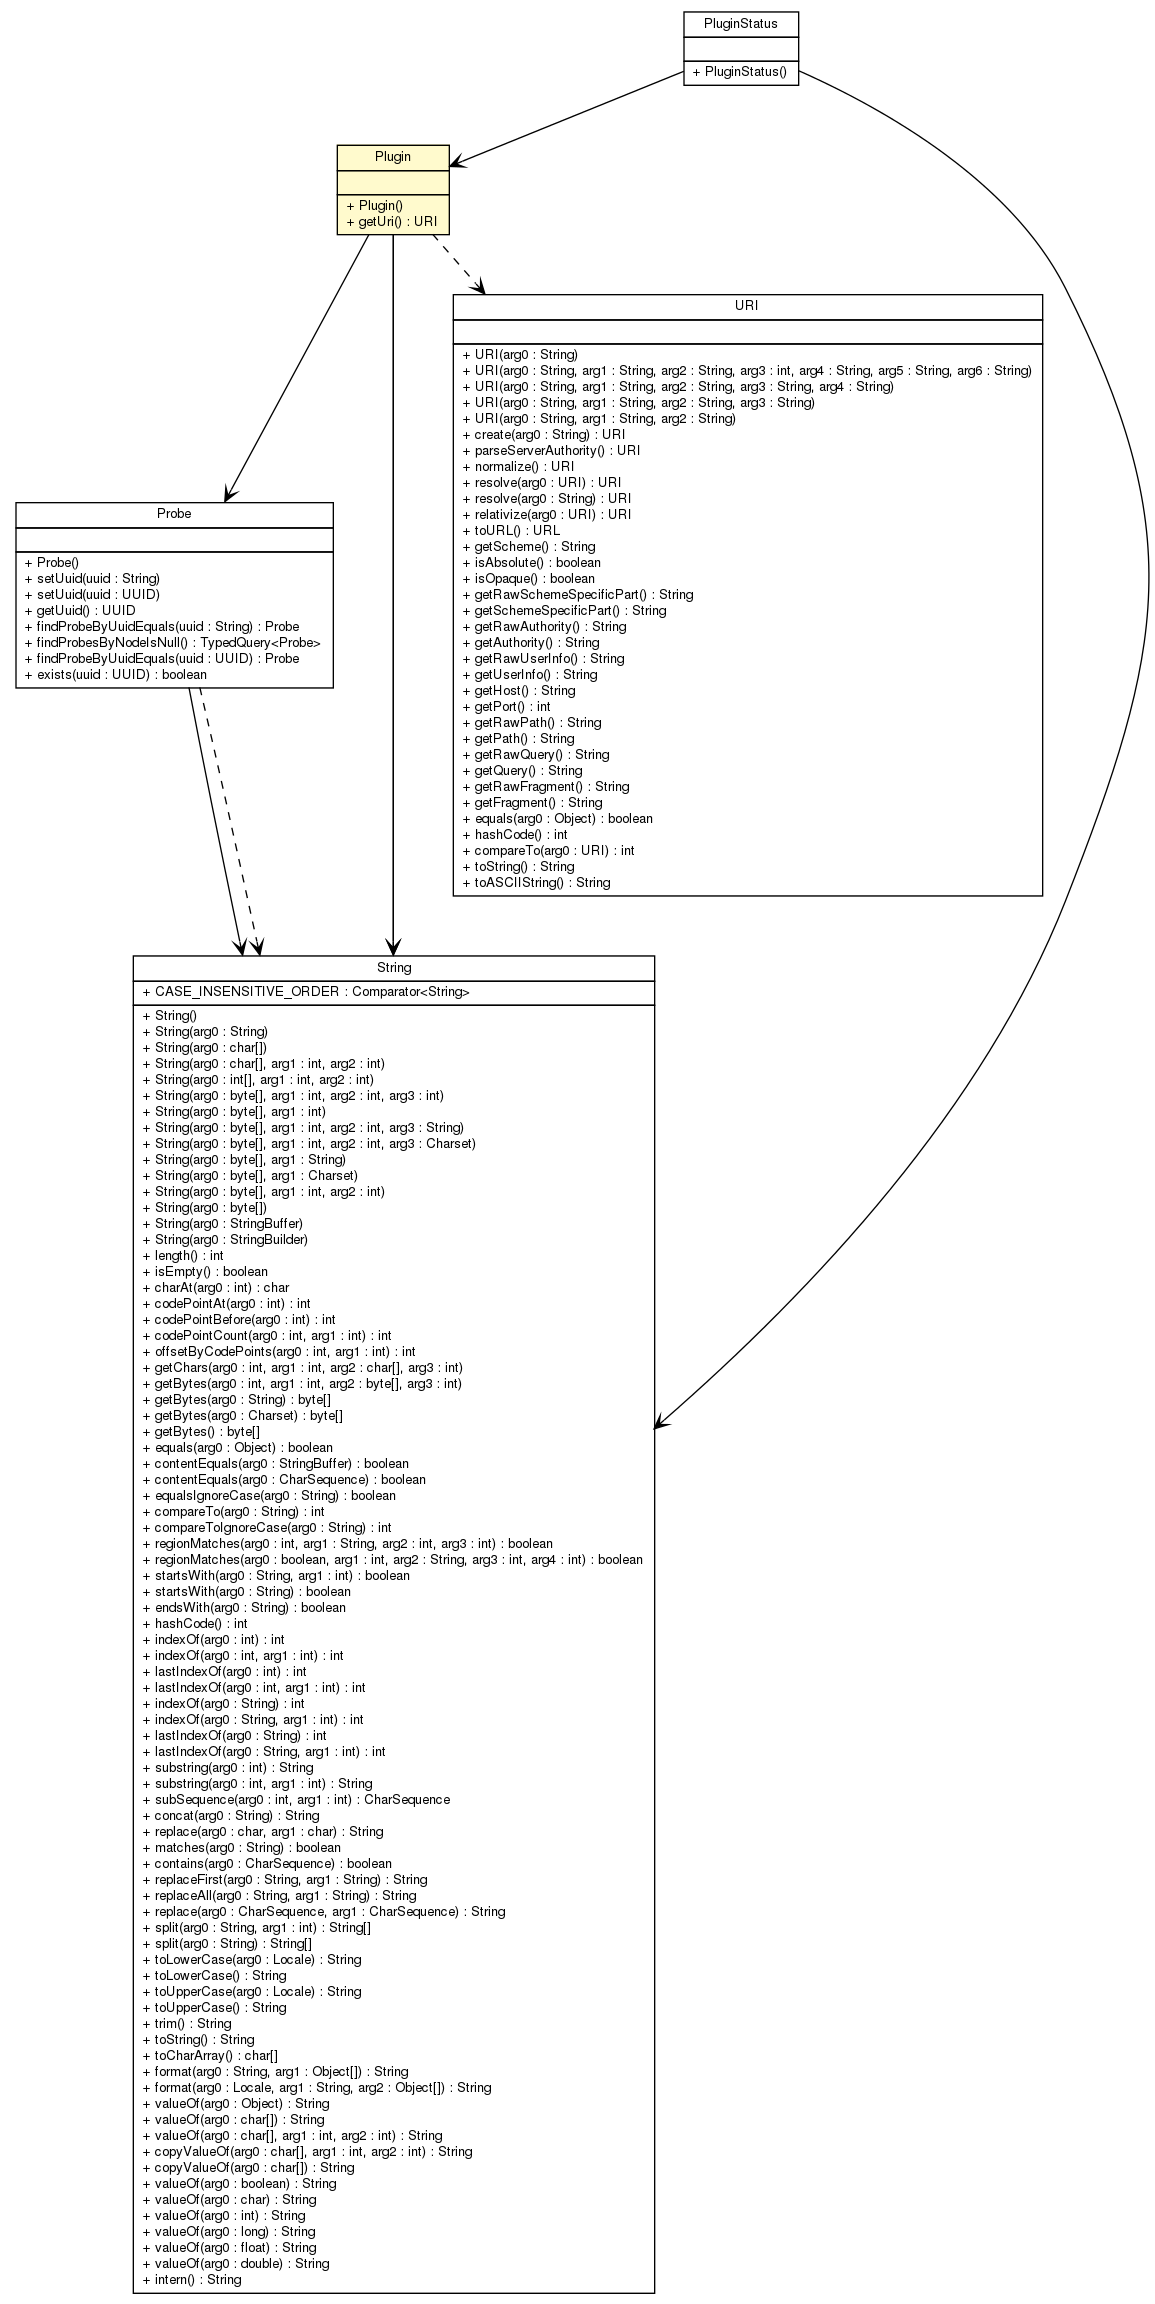 PluginStatus
+ PluginStatus()
Plugin
+ Plugin()
+ getUri() : URI
URI
+ URI(arg0 : String)
+ URI(arg0 : String, arg1 : String, arg2 : String, arg3 : int, arg4 : String, arg5 : String, arg6 : String)
+ URI(arg0 : String, arg1 : String, arg2 : String, arg3 : String, arg4 : String)
+ URI(arg0 : String, arg1 : String, arg2 : String, arg3 : String)
+ URI(arg0 : String, arg1 : String, arg2 : String)
+ create(arg0 : String) : URI
+ parseServerAuthority() : URI
+ normalize() : URI
+ resolve(arg0 : URI) : URI
+ resolve(arg0 : String) : URI
+ relativize(arg0 : URI) : URI
+ toURL() : URL
+ getScheme() : String
+ isAbsolute() : boolean
+ isOpaque() : boolean
+ getRawSchemeSpecificPart() : String
+ getSchemeSpecificPart() : String
+ getRawAuthority() : String
+ getAuthority() : String
+ getRawUserInfo() : String
+ getUserInfo() : String
+ getHost() : String
+ getPort() : int
+ getRawPath() : String
+ getPath() : String
+ getRawQuery() : String
+ getQuery() : String
+ getRawFragment() : String
+ getFragment() : String
+ equals(arg0 : Object) : boolean
+ hashCode() : int
+ compareTo(arg0 : URI) : int
+ toString() : String
+ toASCIIString() : String
Probe
+ Probe()
+ setUuid(uuid : String)
+ setUuid(uuid : UUID)
+ getUuid() : UUID
+ findProbeByUuidEquals(uuid : String) : Probe
+ findProbesByNodeIsNull() : TypedQuery<Probe>
+ findProbeByUuidEquals(uuid : UUID) : Probe
+ exists(uuid : UUID) : boolean
String
+ CASE_INSENSITIVE_ORDER : Comparator<String>
+ String()
+ String(arg0 : String)
+ String(arg0 : char[])
+ String(arg0 : char[], arg1 : int, arg2 : int)
+ String(arg0 : int[], arg1 : int, arg2 : int)
+ String(arg0 : byte[], arg1 : int, arg2 : int, arg3 : int)
+ String(arg0 : byte[], arg1 : int)
+ String(arg0 : byte[], arg1 : int, arg2 : int, arg3 : String)
+ String(arg0 : byte[], arg1 : int, arg2 : int, arg3 : Charset)
+ String(arg0 : byte[], arg1 : String)
+ String(arg0 : byte[], arg1 : Charset)
+ String(arg0 : byte[], arg1 : int, arg2 : int)
+ String(arg0 : byte[])
+ String(arg0 : StringBuffer)
+ String(arg0 : StringBuilder)
+ length() : int
+ isEmpty() : boolean
+ charAt(arg0 : int) : char
+ codePointAt(arg0 : int) : int
+ codePointBefore(arg0 : int) : int
+ codePointCount(arg0 : int, arg1 : int) : int
+ offsetByCodePoints(arg0 : int, arg1 : int) : int
+ getChars(arg0 : int, arg1 : int, arg2 : char[], arg3 : int)
+ getBytes(arg0 : int, arg1 : int, arg2 : byte[], arg3 : int)
+ getBytes(arg0 : String) : byte[]
+ getBytes(arg0 : Charset) : byte[]
+ getBytes() : byte[]
+ equals(arg0 : Object) : boolean
+ contentEquals(arg0 : StringBuffer) : boolean
+ contentEquals(arg0 : CharSequence) : boolean
+ equalsIgnoreCase(arg0 : String) : boolean
+ compareTo(arg0 : String) : int
+ compareToIgnoreCase(arg0 : String) : int
+ regionMatches(arg0 : int, arg1 : String, arg2 : int, arg3 : int) : boolean
+ regionMatches(arg0 : boolean, arg1 : int, arg2 : String, arg3 : int, arg4 : int) : boolean
+ startsWith(arg0 : String, arg1 : int) : boolean
+ startsWith(arg0 : String) : boolean
+ endsWith(arg0 : String) : boolean
+ hashCode() : int
+ indexOf(arg0 : int) : int
+ indexOf(arg0 : int, arg1 : int) : int
+ lastIndexOf(arg0 : int) : int
+ lastIndexOf(arg0 : int, arg1 : int) : int
+ indexOf(arg0 : String) : int
+ indexOf(arg0 : String, arg1 : int) : int
+ lastIndexOf(arg0 : String) : int
+ lastIndexOf(arg0 : String, arg1 : int) : int
+ substring(arg0 : int) : String
+ substring(arg0 : int, arg1 : int) : String
+ subSequence(arg0 : int, arg1 : int) : CharSequence
+ concat(arg0 : String) : String
+ replace(arg0 : char, arg1 : char) : String
+ matches(arg0 : String) : boolean
+ contains(arg0 : CharSequence) : boolean
+ replaceFirst(arg0 : String, arg1 : String) : String
+ replaceAll(arg0 : String, arg1 : String) : String
+ replace(arg0 : CharSequence, arg1 : CharSequence) : String
+ split(arg0 : String, arg1 : int) : String[]
+ split(arg0 : String) : String[]
+ toLowerCase(arg0 : Locale) : String
+ toLowerCase() : String
+ toUpperCase(arg0 : Locale) : String
+ toUpperCase() : String
+ trim() : String
+ toString() : String
+ toCharArray() : char[]
+ format(arg0 : String, arg1 : Object[]) : String
+ format(arg0 : Locale, arg1 : String, arg2 : Object[]) : String
+ valueOf(arg0 : Object) : String
+ valueOf(arg0 : char[]) : String
+ valueOf(arg0 : char[], arg1 : int, arg2 : int) : String
+ copyValueOf(arg0 : char[], arg1 : int, arg2 : int) : String
+ copyValueOf(arg0 : char[]) : String
+ valueOf(arg0 : boolean) : String
+ valueOf(arg0 : char) : String
+ valueOf(arg0 : int) : String
+ valueOf(arg0 : long) : String
+ valueOf(arg0 : float) : String
+ valueOf(arg0 : double) : String
+ intern() : String